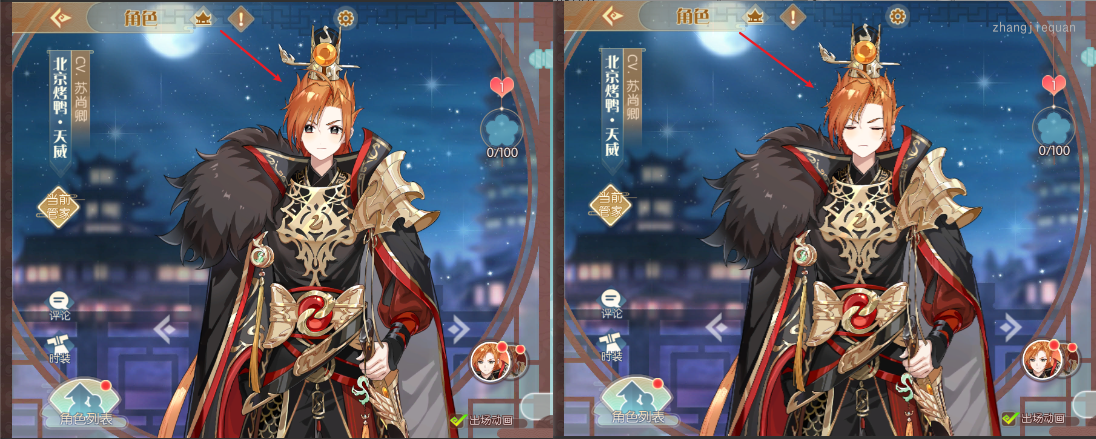 角色
!
CV 苏尚卿
北京烤鸭·天威
1
0/100
当前
管家
评论
时装
角色列表
出场动画
角色
!
zhangjiequan
CV 苏尚卿
北京烤鸭·天威
1
0/100
当前
管家
评论
时装
角色列表
出场动画